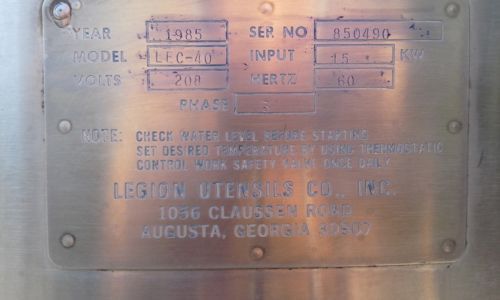 YEAR 1985 SER NO 850490
MODEL LEC-40 INPUT 15 KW
VOLTS 208 HERTZ 60
PHASE 3
NOTE: CHECK WATER LEVEL BEFORE STARTING
SET DESIRED TEMPERATURE BY USING THERMOSTATIC
CONTROL WORK SAFETY VALVE ONCE DAILY
LEGION UTENSILS CO., INC.
1036 CLAUSSEN ROAD
AUGUSTA, GEORGIA 30907